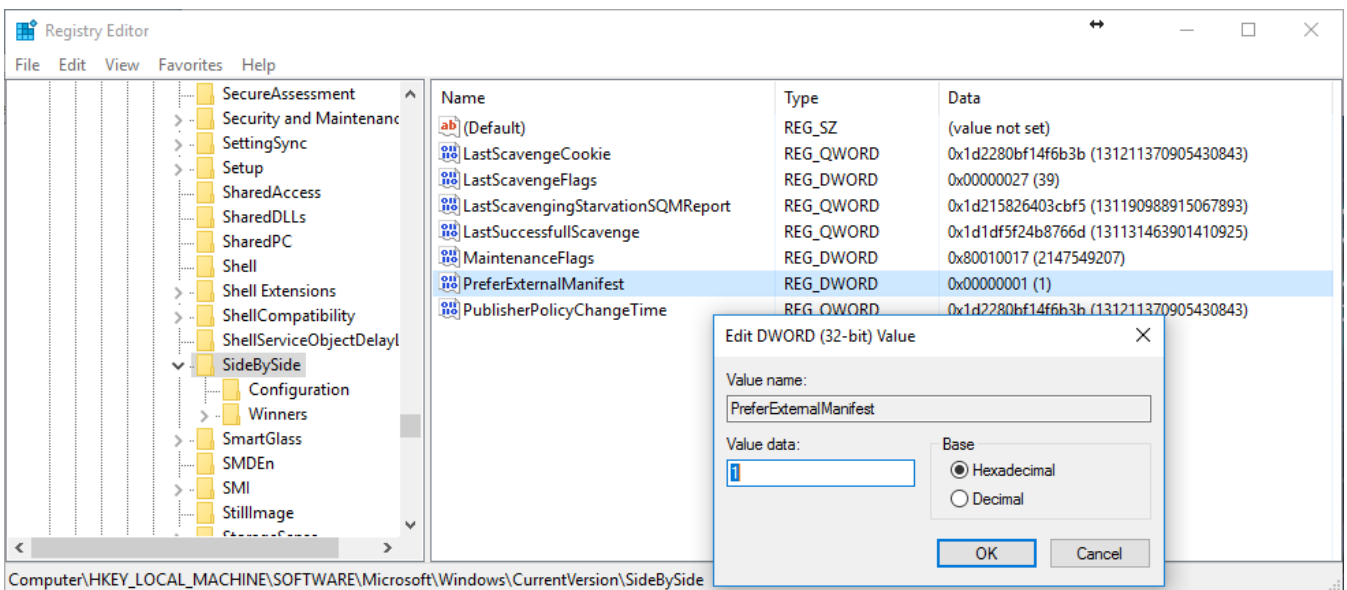 Registry Editor
File Edit View Favorites Help
SecureAssessment
Security and Maintenanc
SettingSync
Setup
SharedAccess
SharedDLLs
SharedPC
Shell
Shell Extensions
ShellCompatibility
ShellServiceObjectDelayL
SideBySide
Configuration
Winners
SmartGlass
SMDEn
SMI
StillImage
StorageSense
Name Type Data
(Default) REG_SZ (value not set)
LastScavengeCookie REG_QWORD 0x1d2280bf14f6b3b (131211370905430843)
LastScavengeFlags REG_DWORD 0x00000027 (39)
LastScavengingStarvationSQMReport REG_QWORD 0x1d215826403cbf5 (131190988915067893)
LastSuccessfullScavenge REG_QWORD 0x1d1df5f24b8766d (131131463901410925)
MaintenanceFlags REG_DWORD 0x80010017 (2147549207)
PreferExternalManifest REG_DWORD 0x00000001 (1)
PublisherPolicyChangeTime REG_QWORD 0x1d2280bf14f6b3b (131211370905430843)
Edit DWORD (32-bit) Value
Value name:
PreferExternalManifest
Value data: Base
1 Hexadecimal
Decimal
OK Cancel
Computer\HKEY_LOCAL_MACHINE\SOFTWARE\Microsoft\Windows\CurrentVersion\SideBySide